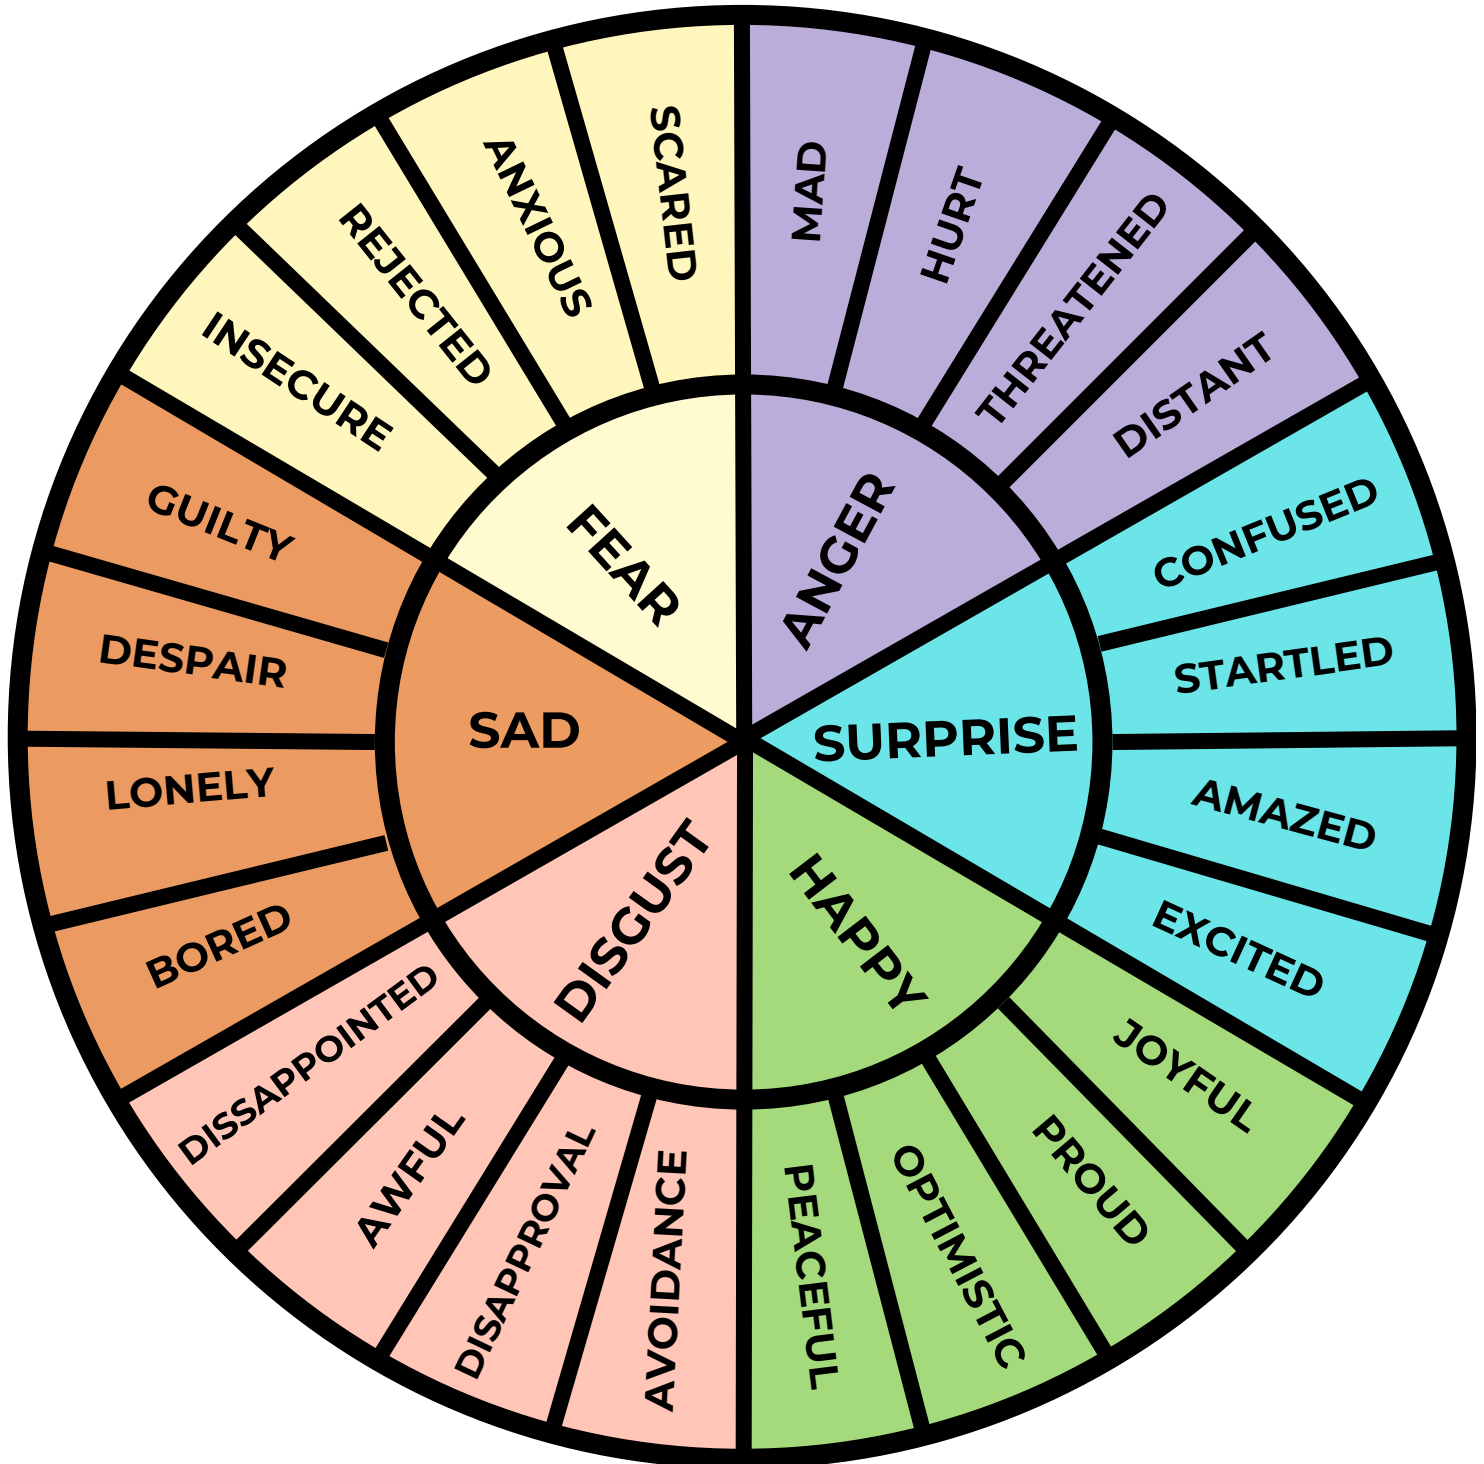 MAD
HURT
THREATENED
DISTANT
ANGER
CONFUSED
STARTLED
AMAZED
EXCITED
SURPRISE
JOYFUL
PROUD
OPTIMISTIC
PEACEFUL
HAPPY
AVOIDANCE
DISAPPROVAL
AWFUL
DISSAPPOINTED
DISGUST
BORED
LONELY
DESPAIR
GUILTY
SAD
INSECURE
REJECTED
ANXIOUS
SCARED
FEAR